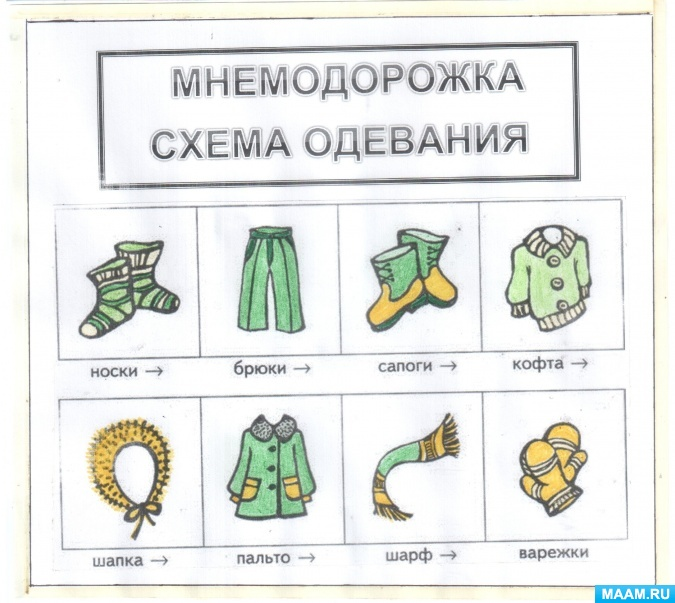 МНЕМОДОРОЖКА
СХЕМА ОДЕВАНИЯ
носки → брюки → сапоги → кофта →
шапка → пальто → шарф → варежки
MAAM.RU